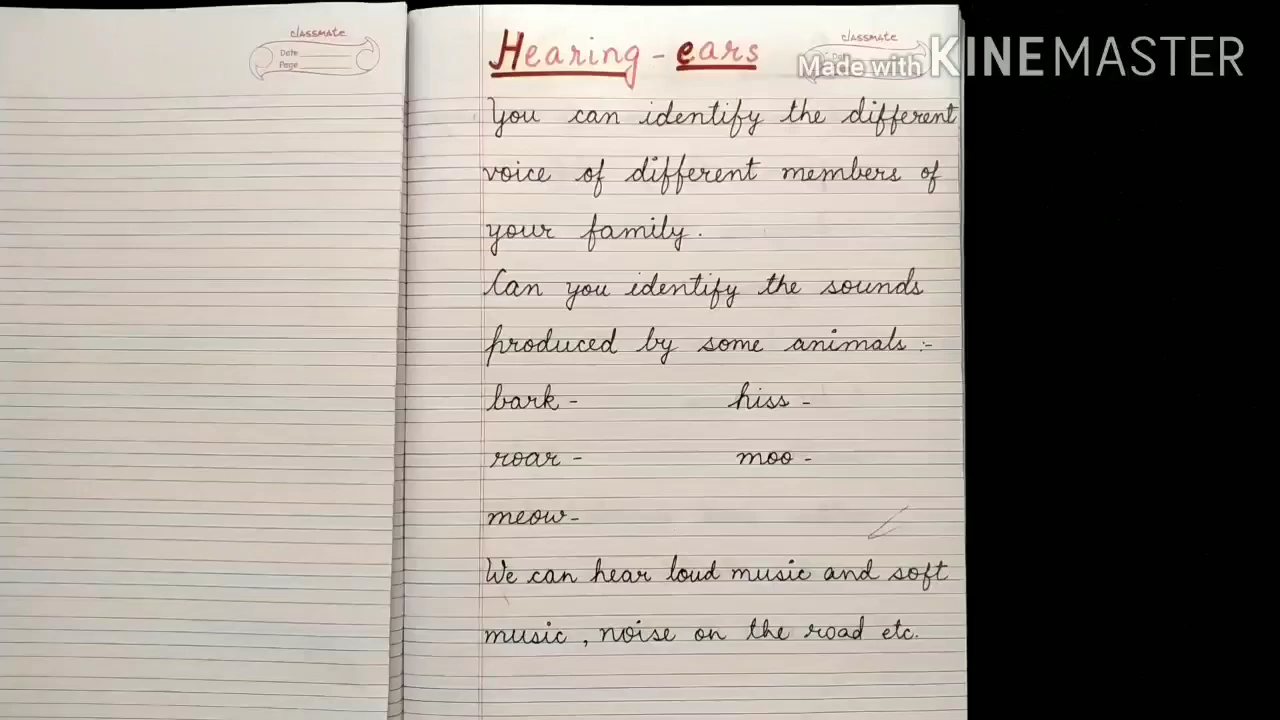 classmate
Date
Page
classmate
Made with KINEMASTER
Hearing - ears
You can identify the different
voice of different members of
your family.
Can you identify the sounds
produced by some animals :-
bark - hiss -
roar - moo -
meow-
We can hear loud music and soft
music, noise on the road etc.